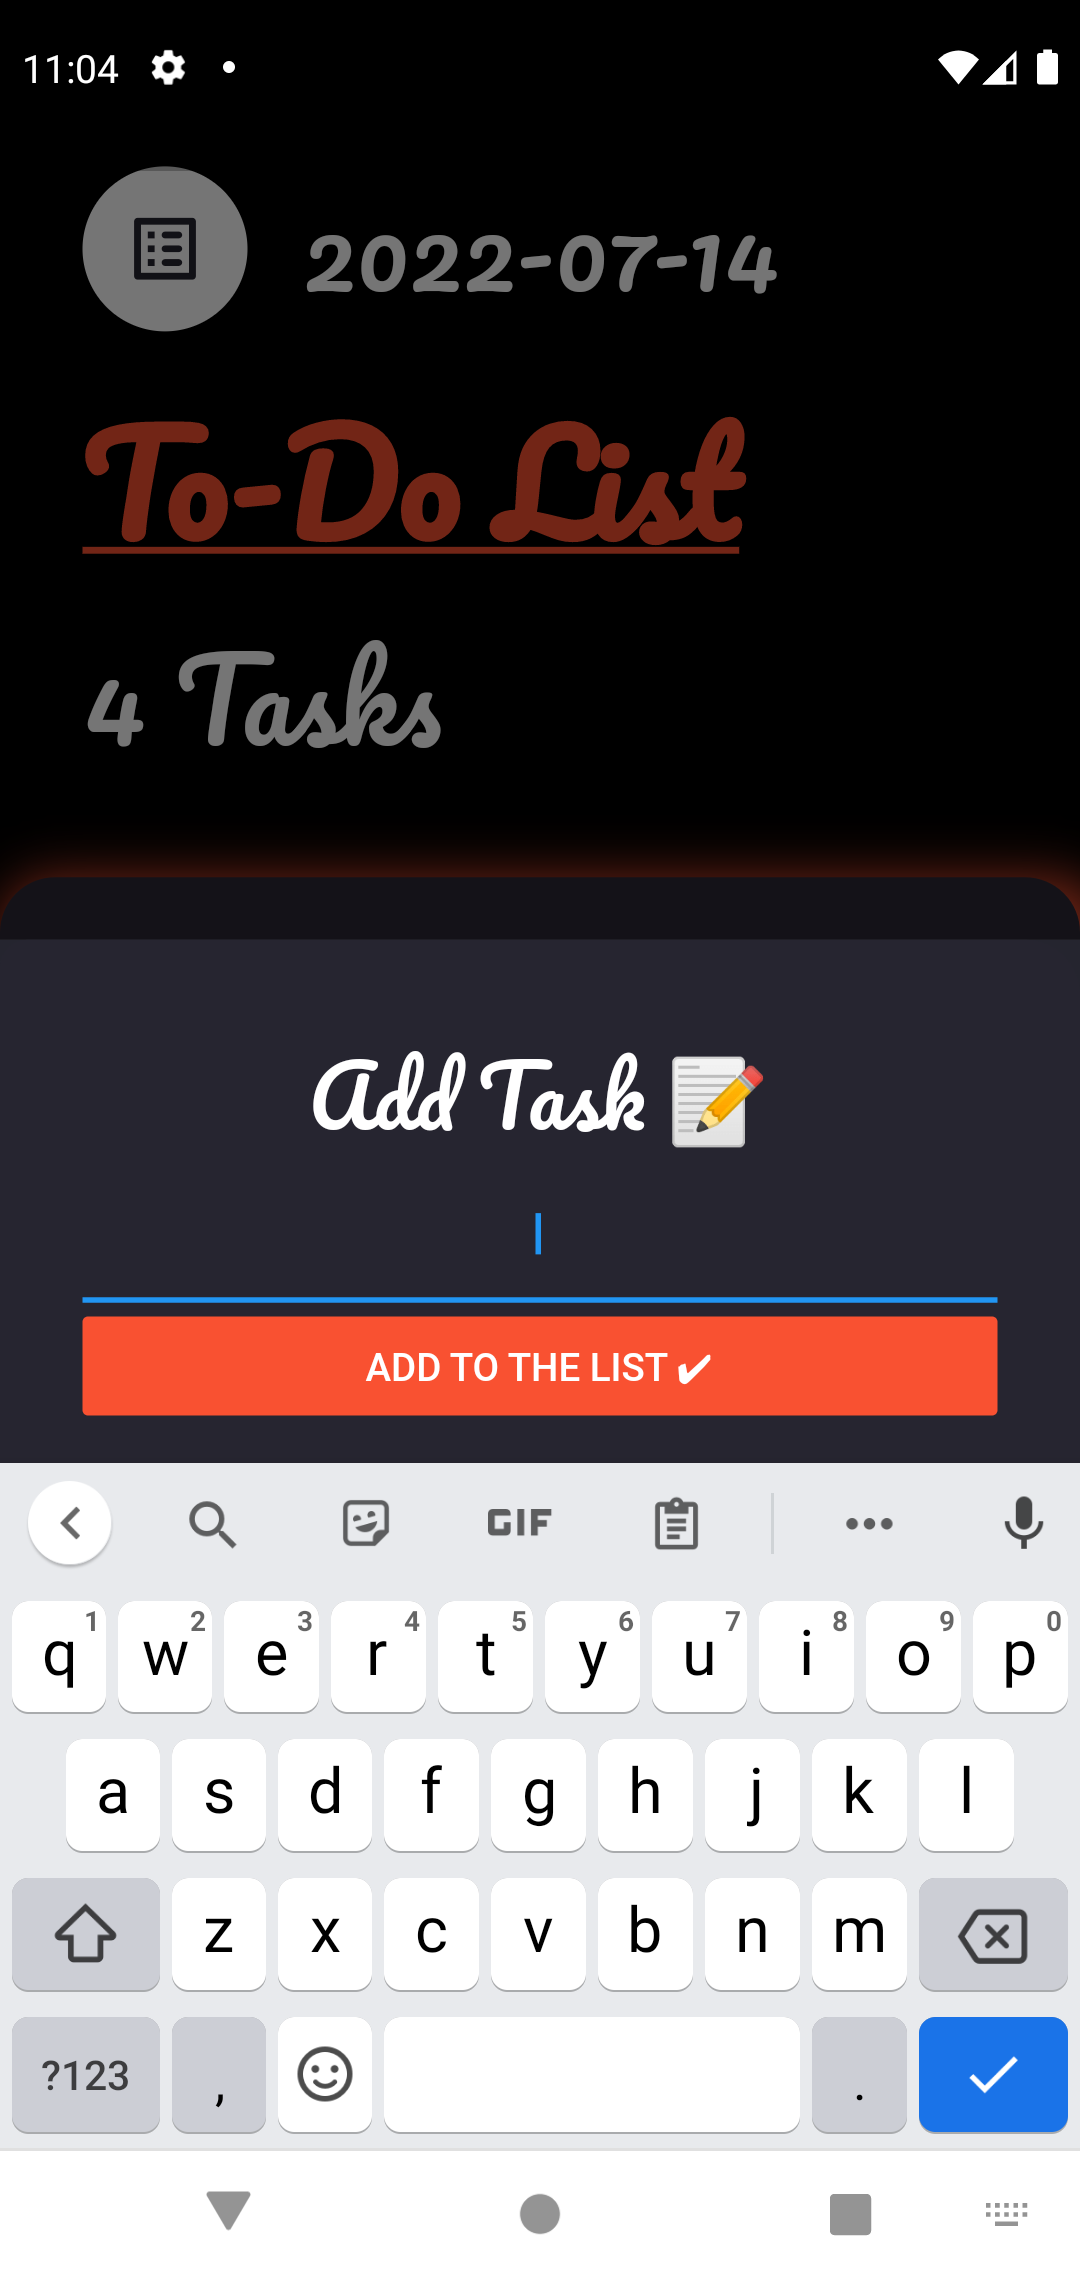 11:04
2022-07-14
To-Do List
4 Tasks
Add Task 📝
ADD TO THE LIST ✔
GIF
q 1 w 2 e 3 r 4 t 5 y 6 u 7 i 8 o 9 p 0
a s d f g h j k l
z x c v b n m
?123 , .